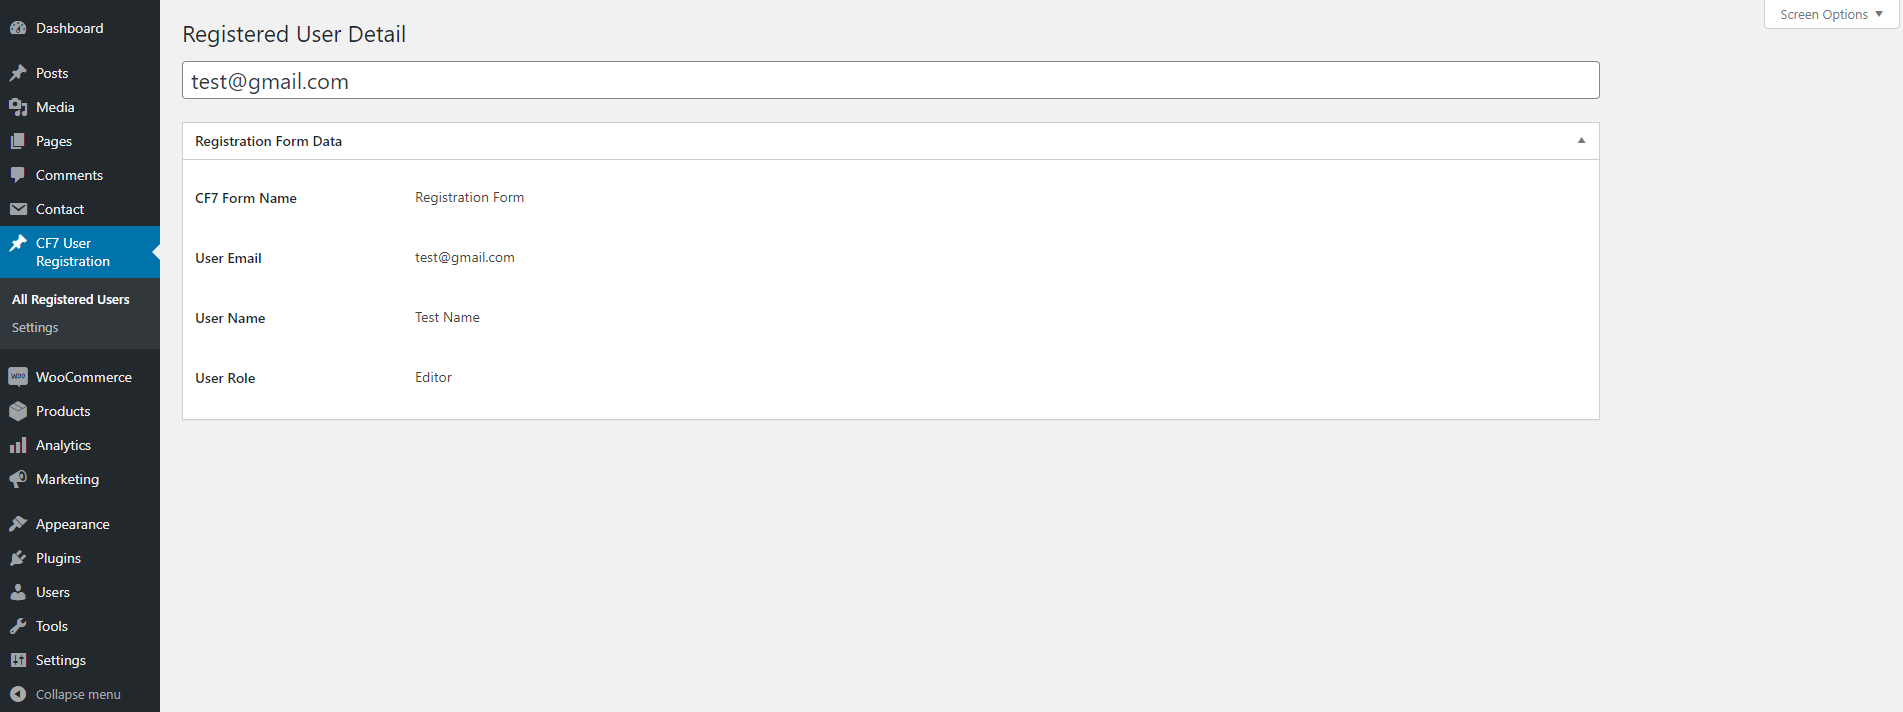 Dashboard
Posts
Media
Pages
Comments
Contact
CF7 User
Registration
All Registered Users
Settings
WOO
WooCommerce
Products
Analytics
Marketing
Appearance
Plugins
Users
Tools
Settings
Collapse menu
Screen Options
Registered User Detail
test@gmail.com
Registration Form Data
CF7 Form Name Registration Form
User Email test@gmail.com
User Name Test Name
User Role Editor